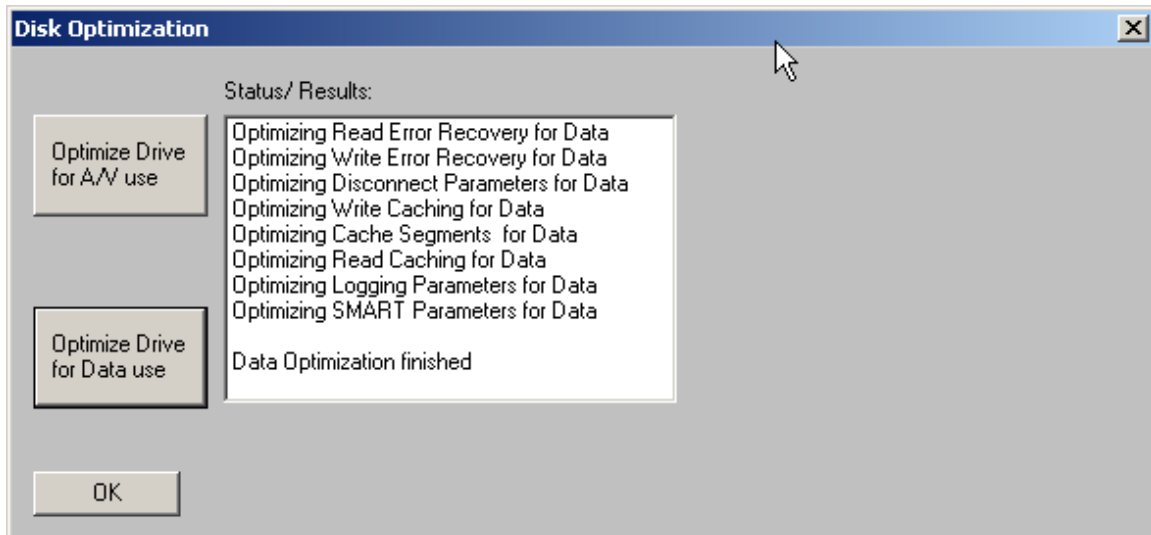 Disk Optimization
Status/ Results:
Optimize Drive
for A/V use
Optimizing Read Error Recovery for Data
Optimizing Write Error Recovery for Data
Optimizing Disconnect Parameters for Data
Optimizing Write Caching for Data
Optimizing Cache Segments  for Data
Optimizing Read Caching for Data
Optimizing Logging Parameters for Data
Optimizing SMART Parameters for Data
Data Optimization finished
Optimize Drive
for Data use
OK